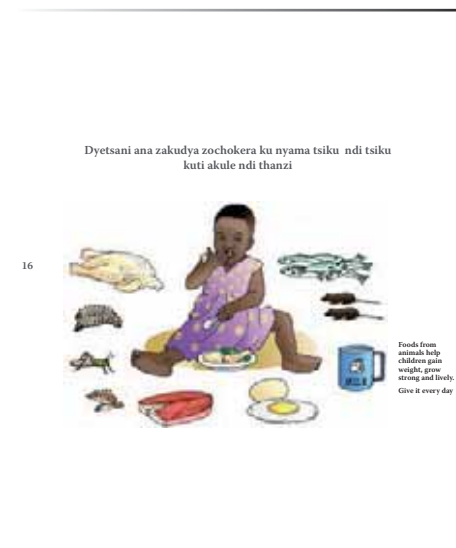 Dyetsani ana zakudya zochokera ku nyama tsiku ndi tsiku
kuti akule ndi thanzi
16
MILK
Foods from
animals help
children gain
weight, grow
strong and lively.
Give it every day